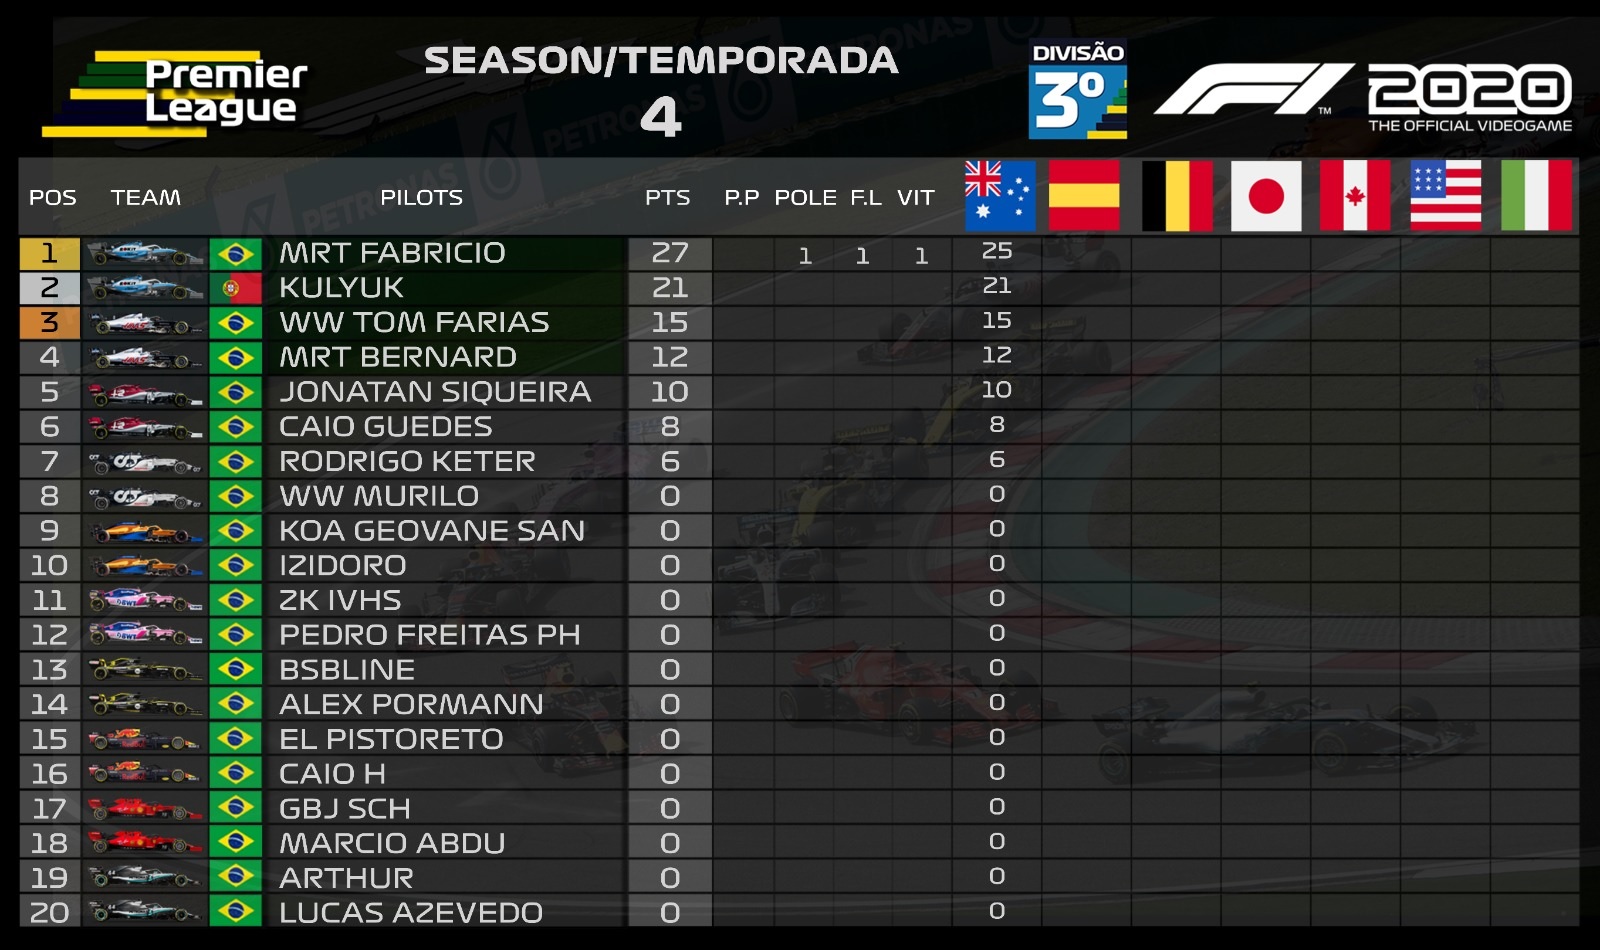 SEASON/TEMPORADA
4
Premier
League
DIVISÃO
3º
F1 ™
2020
THE OFFICIAL VIDEOGAME
POS TEAM PILOTS PTS P.P POLE F.L VIT
1 MRT FABRICIO 27 1 1 1 25
2 KULYUK 21 21
3 WW TOM FARIAS 15 15
4 MRT BERNARD 12 12
5 JONATAN SIQUEIRA 10 10
6 CAIO GUEDES 8 8
7 RODRIGO KETER 6 6
8 WW MURILO 0 0
9 KOA GEOVANE SAN 0 0
10 IZIDORO 0 0
11 ZK IVHS 0 0
12 PEDRO FREITAS PH 0 0
13 BSBLINE 0 0
14 ALEX PORMANN 0 0
15 EL PISTORETO 0 0
16 CAIO H 0 0
17 GBJ SCH 0 0
18 MARCIO ABDU 0 0
19 ARTHUR 0 0
20 LUCAS AZEVEDO 0 0